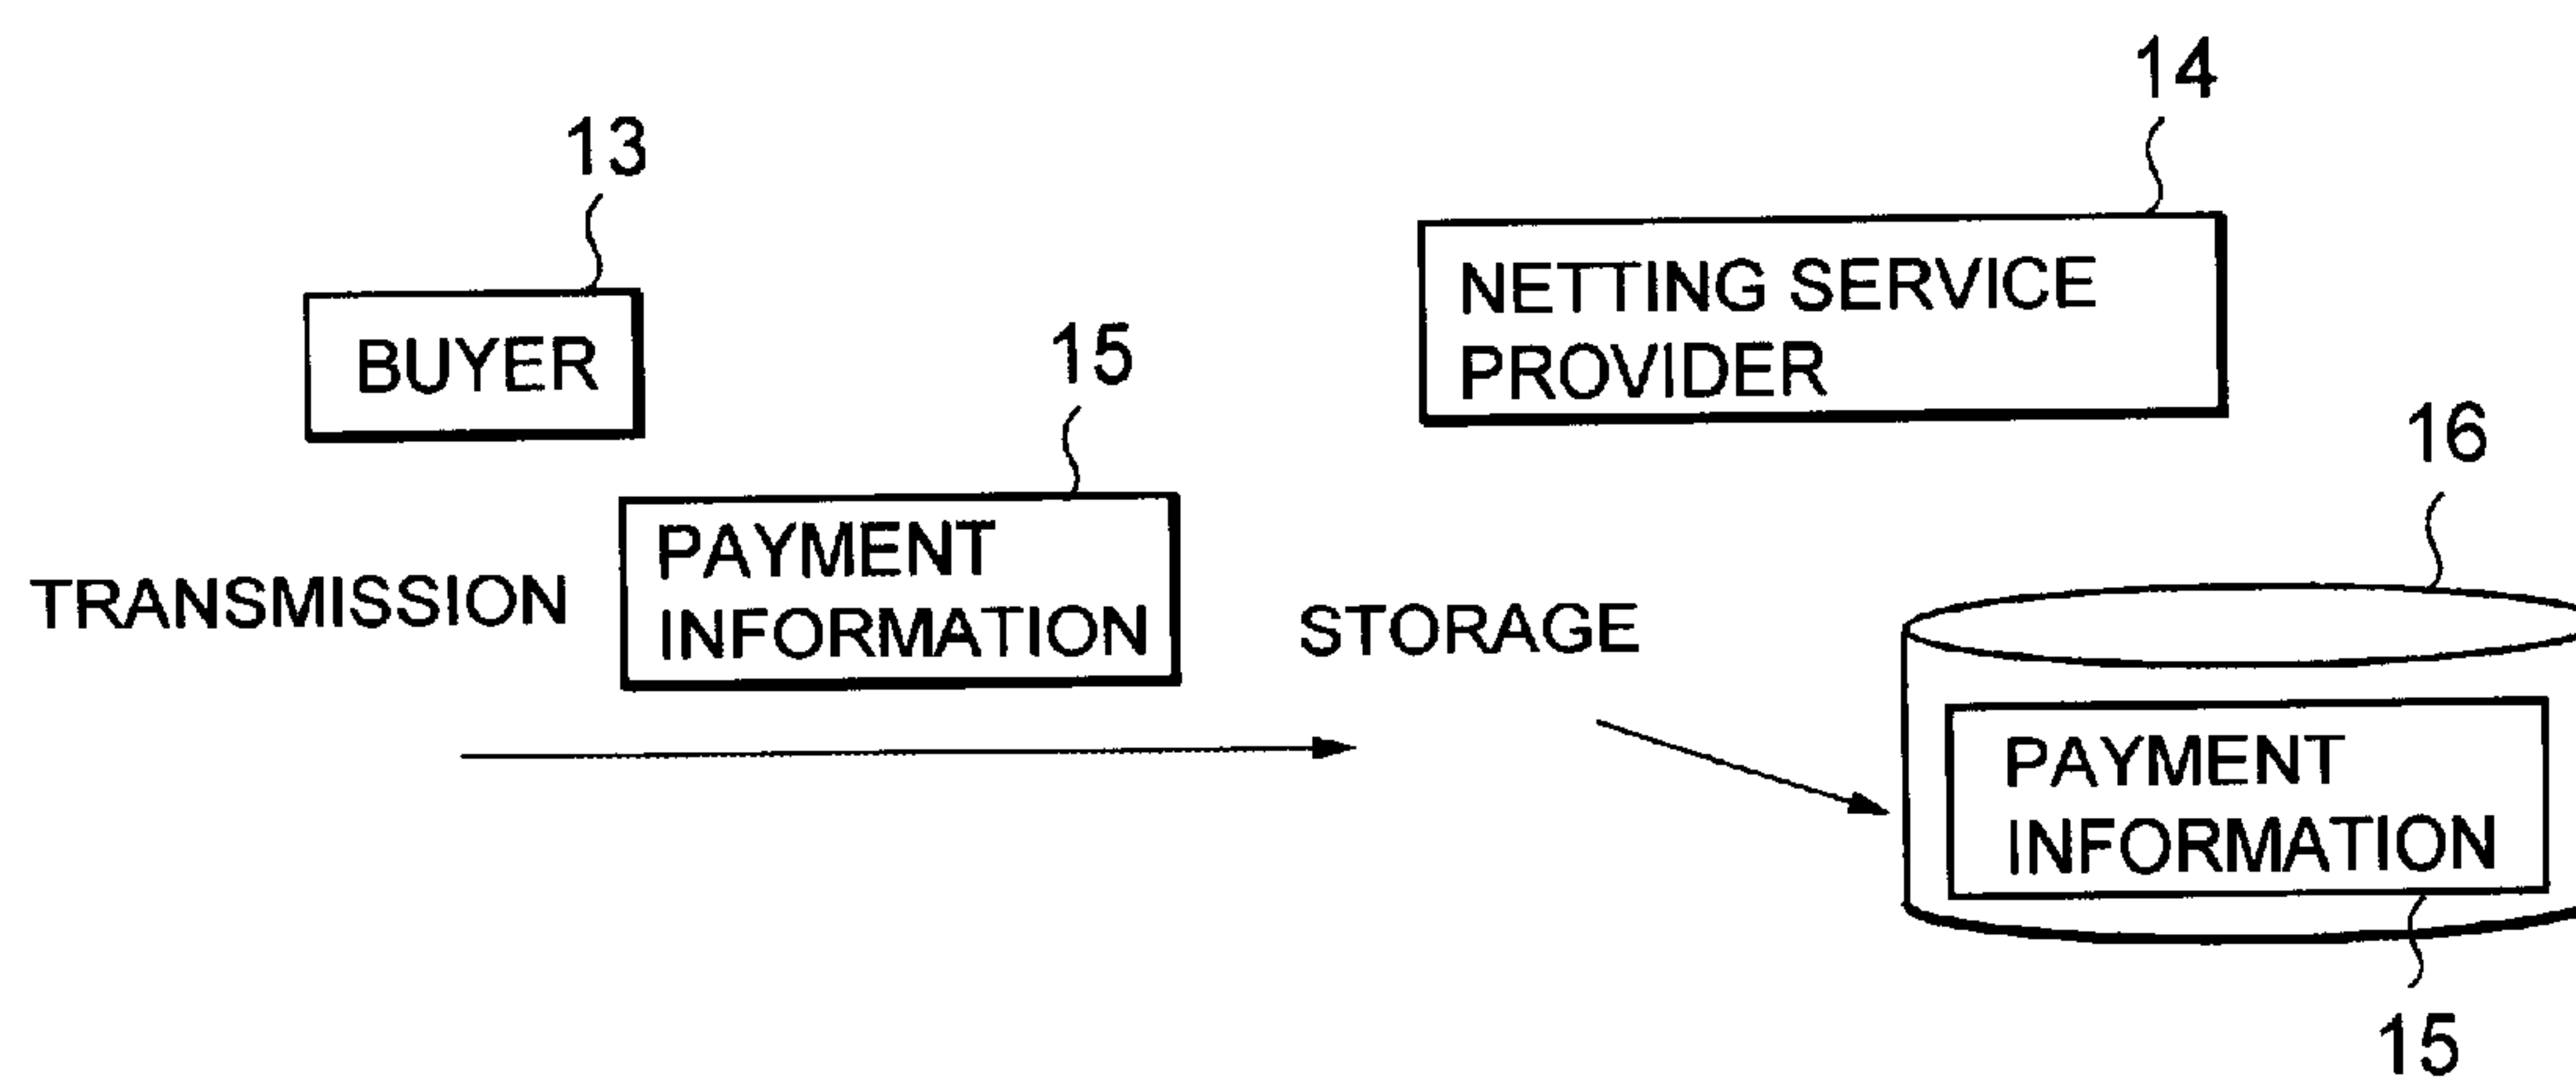 14
13
NETTING SERVICE
PROVIDER
BUYER
15
16
PAYMENT
INFORMATION
TRANSMISSION
STORAGE
PAYMENT
INFORMATION
15